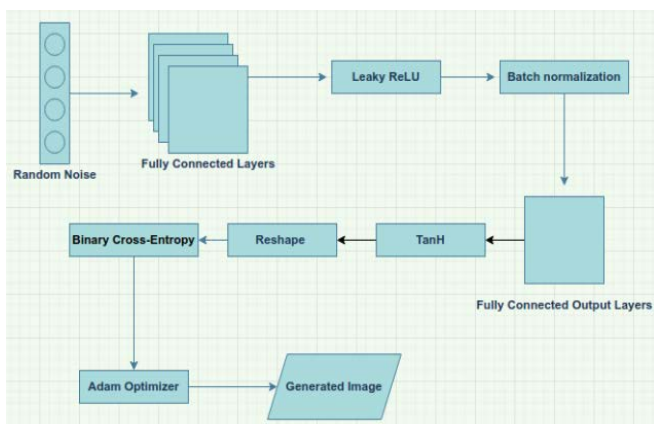 Random Noise
Fully Connected Layers
Leaky ReLU
Batch normalization
Fully Connected Output Layers
TanH
Reshape
Binary Cross-Entropy
Adam Optimizer
Generated Image